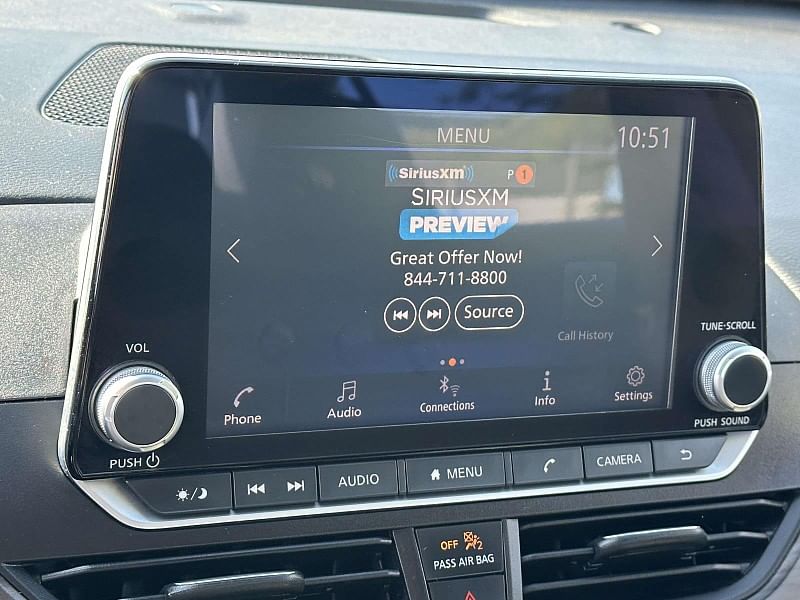 MENU 10:51
SiriusXM P 1
SIRIUSXM
PREVIEW
Great Offer Now!
844-711-8800
Source
Call History
Phone Audio Connections Info Settings
VOL
PUSH
TUNE·SCROLL
PUSH SOUND
AUDIO MENU CAMERA
OFF 2
PASS AIR BAG